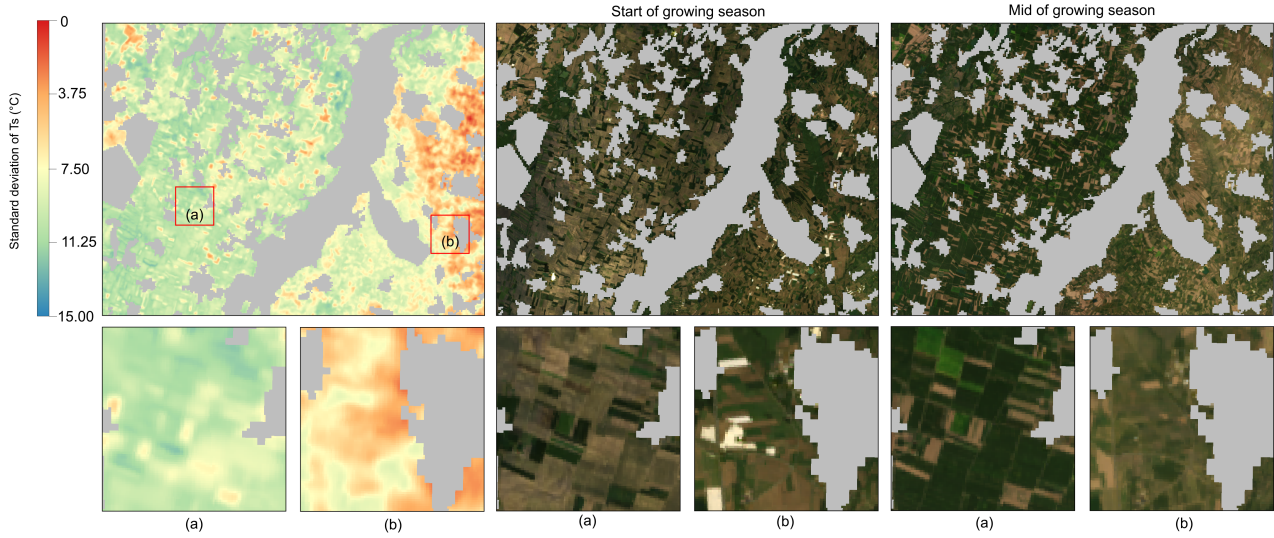 Start of growing season
Mid of growing season
Standard deviation of Ts (°C)
0
3.75
7.50
11.25
15.00
(a)
(b)
(a)
(b)
(a)
(b)
(a)
(b)